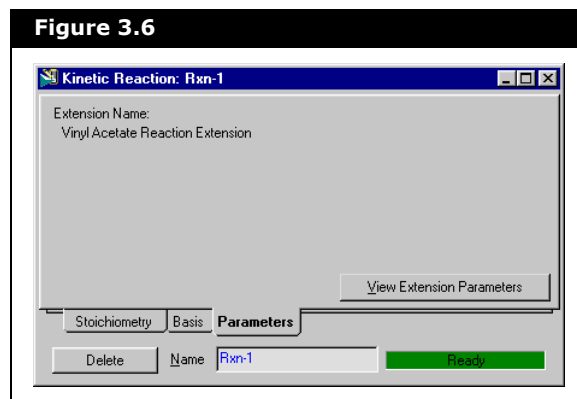 Figure 3.6
Kinetic Reaction: Rxn-1
Extension Name:
Vinyl Acetate Reaction Extension
View Extension Parameters
Stoichiometry Basis Parameters
Delete Name Rxn-1 Ready